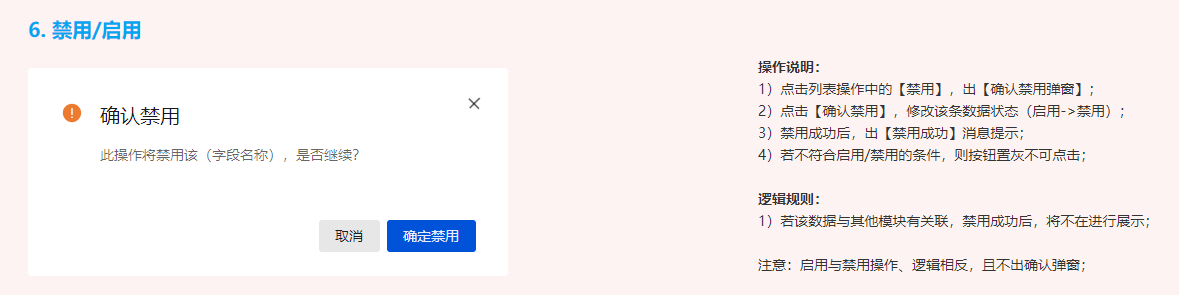 6. 禁用/启用
确认禁用
此操作将禁用该（字段名称），是否继续?
取消
确定禁用
操作说明：
1）点击列表操作中的【禁用】，出【确认禁用弹窗】；
2）点击【确认禁用】，修改该条数据状态（启用->禁用）；
3）禁用成功后，出【禁用成功】消息提示；
4）若不符合启用/禁用的条件，则按钮置灰不可点击；
逻辑规则：
1）若该数据与其他模块有关联，禁用成功后，将不在进行展示；
注意：启用与禁用操作、逻辑相反，且不出确认弹窗；